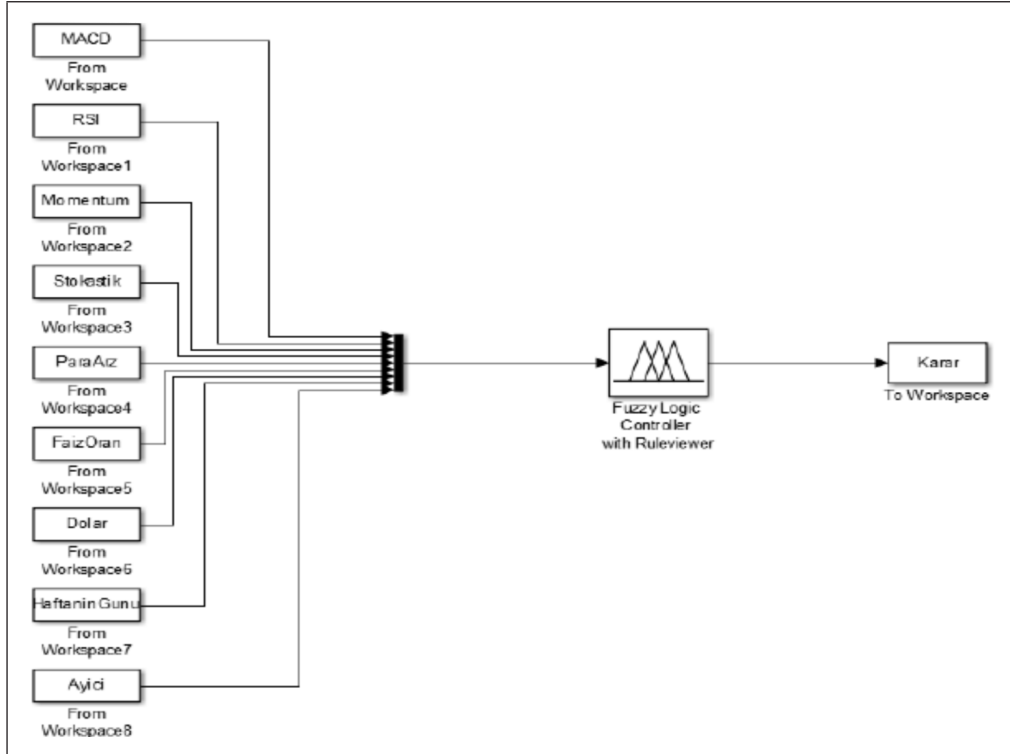 MACD
From
Workspace
RSI
From
Workspace1
Momentum
From
Workspace2
Stokastik
From
Workspace3
ParaArz
From
Workspace4
FaizOran
From
Workspace5
Dolar
From
Workspace6
HaftaninGunu
From
Workspace7
Ayici
From
Workspace8
Fuzzy Logic
Controller
with Ruleviewer
Karar
To Workspace